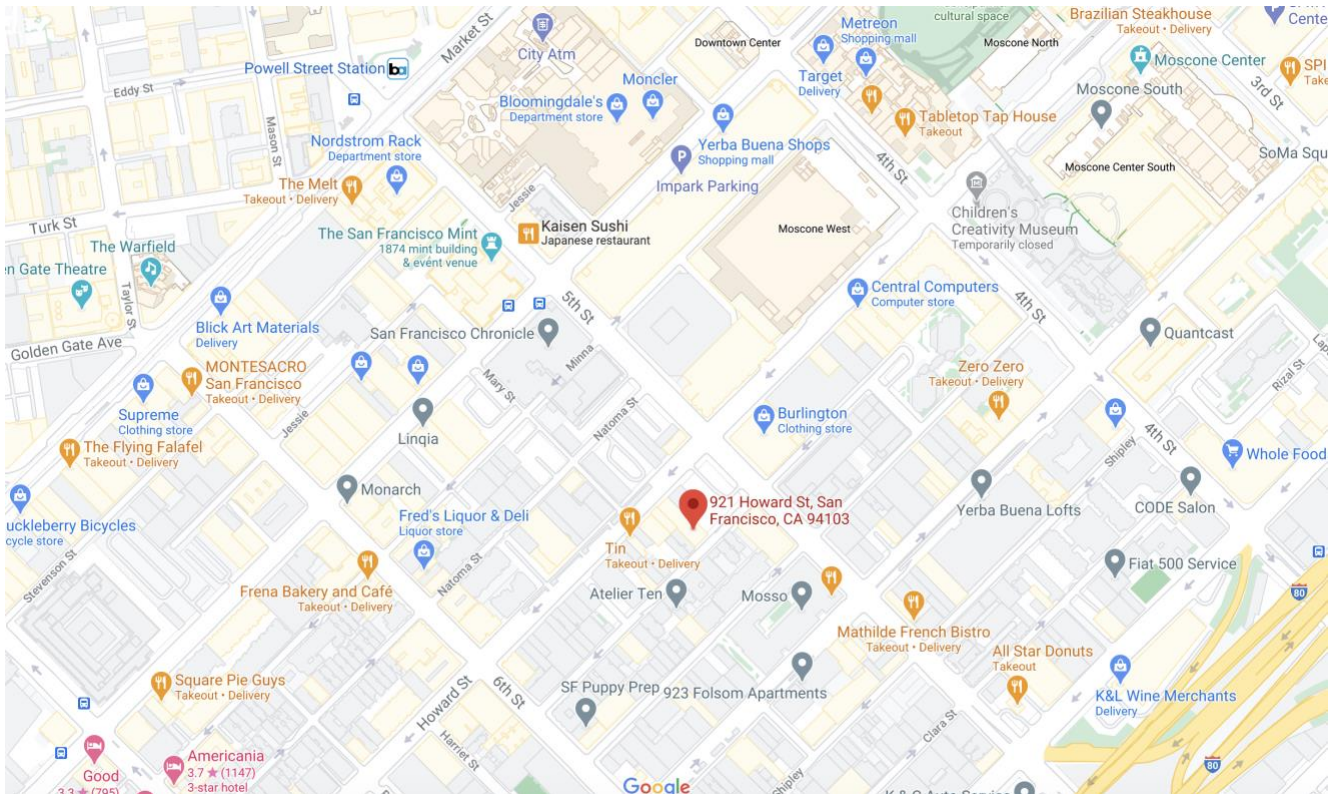 cultural space
Brazilian Steakhouse
Takeout • Delivery
Center
Market St
City Atm
Downtown Center
Metreon
Shopping mall
Moscone North
Target
Delivery
Moscone Center
SPI
Powell Street Station
Eddy St
Moncler
Bloomingdale's
Department store
Moscone South
3rd St
Mason St
Nordstrom Rack
Department store
Yerba Buena Shops
Shopping mall
Tabletop Tap House
Takeout
4th St
Moscone Center South
SoMa Squ
The Melt
Takeout • Delivery
Impark Parking
Jessie
Turk St
Kaisen Sushi
Japanese restaurant
The San Francisco Mint
1874 mint building
& event venue
Moscone West
Children's
Creativity Museum
Temporarily closed
The Warfield
en Gate Theatre
Taylor St
Central Computers
Computer store
4th St
Blick Art Materials
Delivery
5th St
San Francisco Chronicle
Minna
Quantcast
Golden Gate Ave
MONTESACRO
San Francisco
Takeout • Delivery
Mary St
Zero Zero
Takeout • Delivery
Rizal St
Supreme
Clothing store
Jessie
Linqia
Natoma St
Burlington
Clothing store
4th St
The Flying Falafel
Takeout • Delivery
Shipley
Whole Food
Monarch
Yerba Buena Lofts
CODE Salon
uckleberry Bicycles
cycle store
Fred's Liquor & Deli
Liquor store
921 Howard St, San
Francisco, CA 94103
Tin
Takeout • Delivery
Stevenson St
Natoma St
Fiat 500 Service
Frena Bakery and Café
Takeout • Delivery
Atelier Ten
Mosso
80
Mathilde French Bistro
Takeout • Delivery
All Star Donuts
Takeout
Square Pie Guys
Takeout • Delivery
Howard St
6th St
SF Puppy Prep
923 Folsom Apartments
K&L Wine Merchants
Delivery
Clara St
Harriet St
Americania
3.7 ★ (1147)
3-star hotel
Good
3.3 ★ (795)
Google
Shipley
80